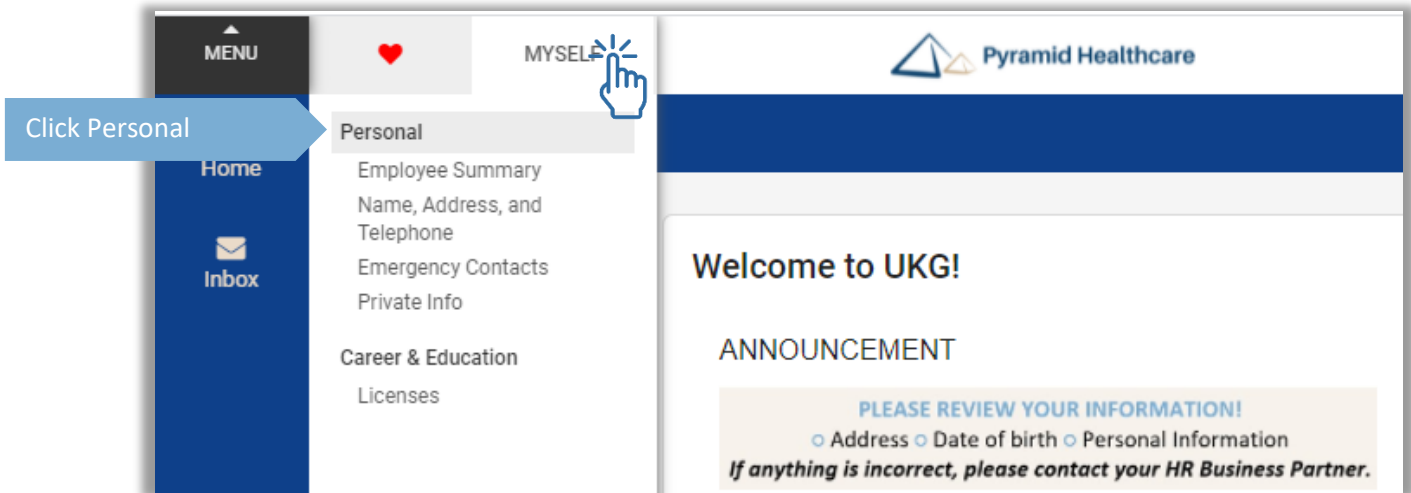 MENU
MYSELF
Pyramid Healthcare
Click Personal
Personal
Home
Employee Summary
Name, Address, and
Telephone
Emergency Contacts
Inbox
Private Info
Welcome to UKG!
Career & Education
Licenses
ANNOUNCEMENT
PLEASE REVIEW YOUR INFORMATION!
○ Address ○ Date of birth ○ Personal Information
If anything is incorrect, please contact your HR Business Partner.